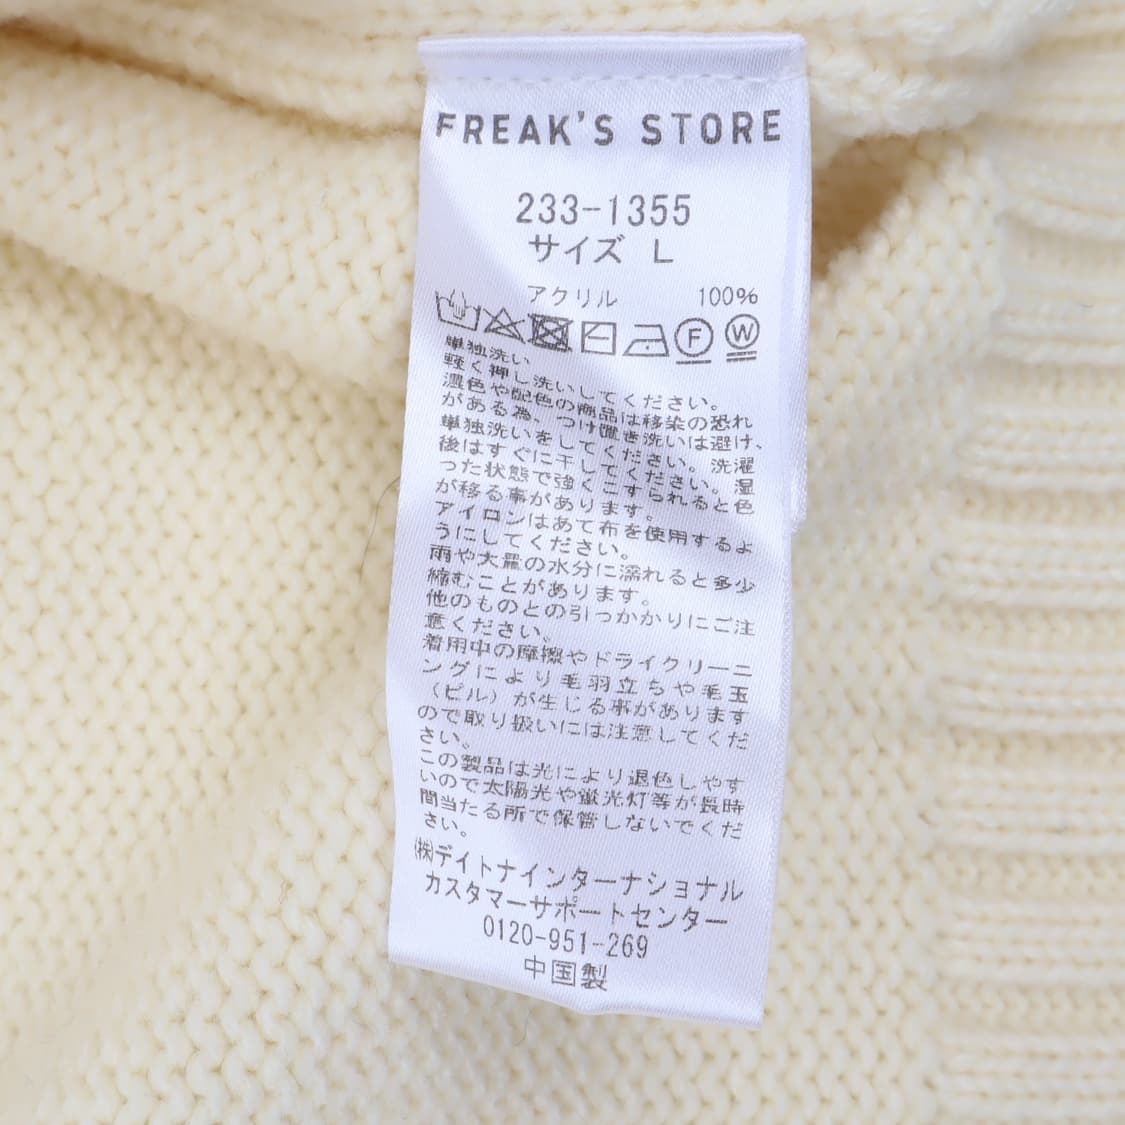 FREAK'S STORE
233-1355
サイズ L
アクリル 100%
F W
単独洗い
軽く押し洗いしてください。
濃色や配色の商品は移染の恐れ
がある為、つけ置き洗いは避け、
単独洗いをしてください。洗濯
後はすぐに干してください。湿
った状態で強くこすられると色
が移る事があります。
アイロンはあて布を使用するよ
うにしてください。
雨や大量の水分に濡れると多少
縮むことがあります。
他のものとの引っかかりにご注
意ください。
着用中の摩擦やドライクリーニ
ングにより毛羽立ちや毛玉
(ピル)が生じる事があります
ので取り扱いには注意してくだ
さい。
この製品は光により退色しやす
いので太陽光や蛍光灯等が長時
間当たる所で保管しないでくだ
さい。
(株)デイトナインターナショナル
カスタマーサポートセンター
0120-951-269
中国製